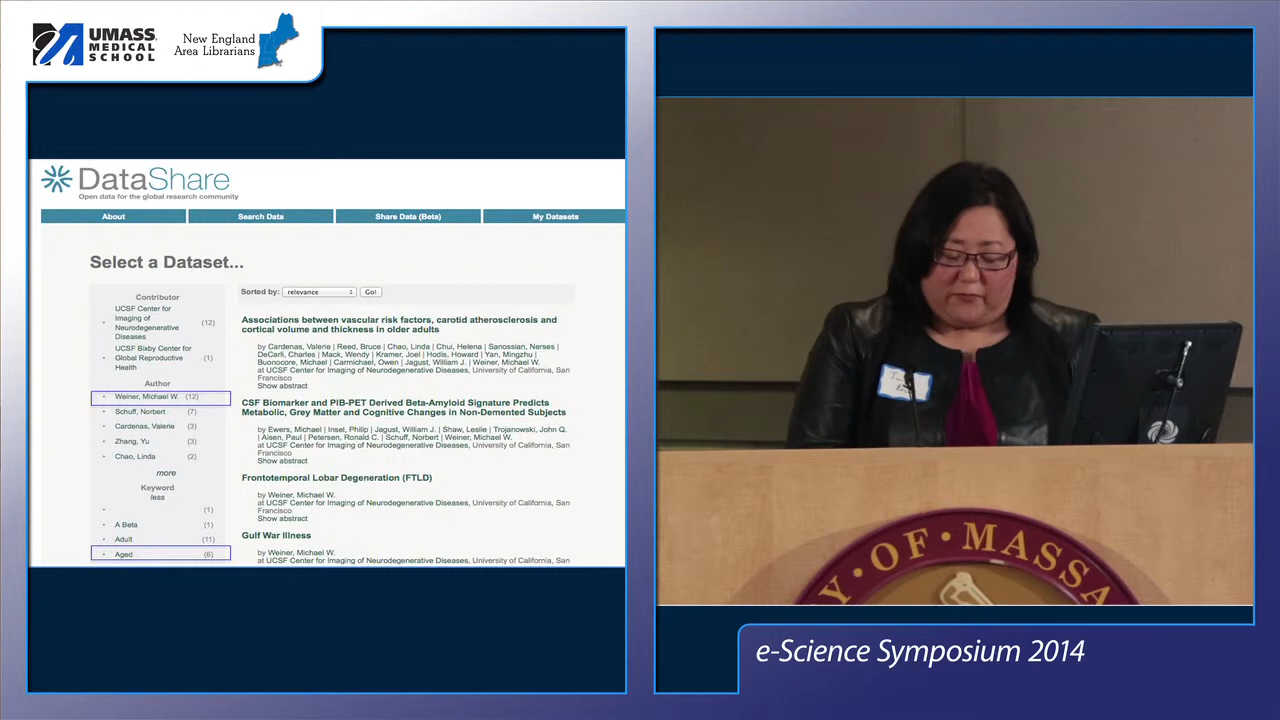 UMASS
MEDICAL
SCHOOL
New England
Area Librarians
DataShare
Open data for the global research community
About
Search Data
Share Data (Beta)
My Datasets
Select a Dataset...
Contributor
UCSF Center for
Imaging of
Neurodegenerative
Diseases
(12)
UCSF Bixby Center for
Global Reproductive
Health
(1)
Author
Weiner, Michael W. (12)
Schuff, Norbert (7)
Cardenas, Valerie (3)
Zhang, Yu (3)
Chao, Linda (2)
more
Keyword
less
(1)
A Beta (1)
Adult (11)
Aged (6)
Sorted by: relevance Go!
Associations between vascular risk factors, carotid atherosclerosis and
cortical volume and thickness in older adults
by Cardenas, Valerie | Reed, Bruce | Chao, Linda | Chui, Helena | Sanossian, Nerses |
DeCarli, Charles | Mack, Wendy | Kramer, Joel | Hodis, Howard | Yan, Mingzhu |
Buonocore, Michael | Carmichael, Owen | Jagust, William J. | Weiner, Michael W.
at UCSF Center for Imaging of Neurodegenerative Diseases, University of California, San
Francisco
Show abstract
CSF Biomarker and PIB-PET Derived Beta-Amyloid Signature Predicts
Metabolic, Grey Matter and Cognitive Changes in Non-Demented Subjects
by Ewers, Michael | Insel, Philip | Jagust, William J. | Shaw, Leslie | Trojanowski, John Q.
| Aisen, Paul | Petersen, Ronald C. | Schuff, Norbert | Weiner, Michael W.
at UCSF Center for Imaging of Neurodegenerative Diseases, University of California, San
Francisco
Show abstract
Frontotemporal Lobar Degeneration (FTLD)
by Weiner, Michael W.
at UCSF Center for Imaging of Neurodegenerative Diseases, University of California, San
Francisco
Show abstract
Gulf War Illness
by Weiner, Michael W.
at UCSF Center for Imaging of Neurodegenerative Diseases, University of California, San
OF • MASSA
e-Science Symposium 2014